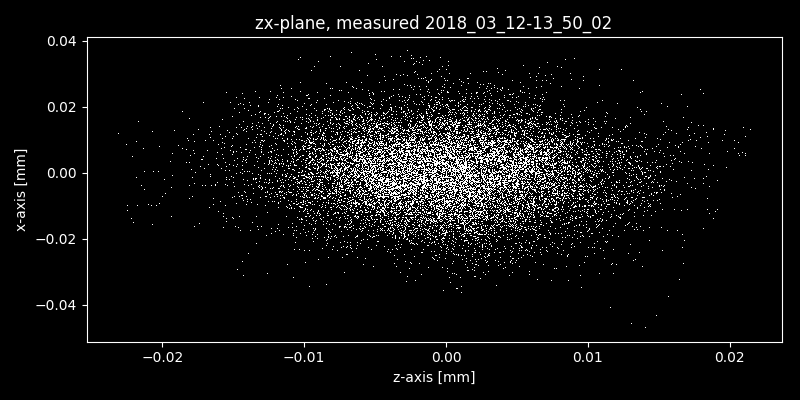 zx-plane, measured 2018_03_12-13_50_02
0.04
0.02
0.00
−0.02
−0.04
x-axis [mm]
−0.02 −0.01 0.00 0.01 0.02
z-axis [mm]